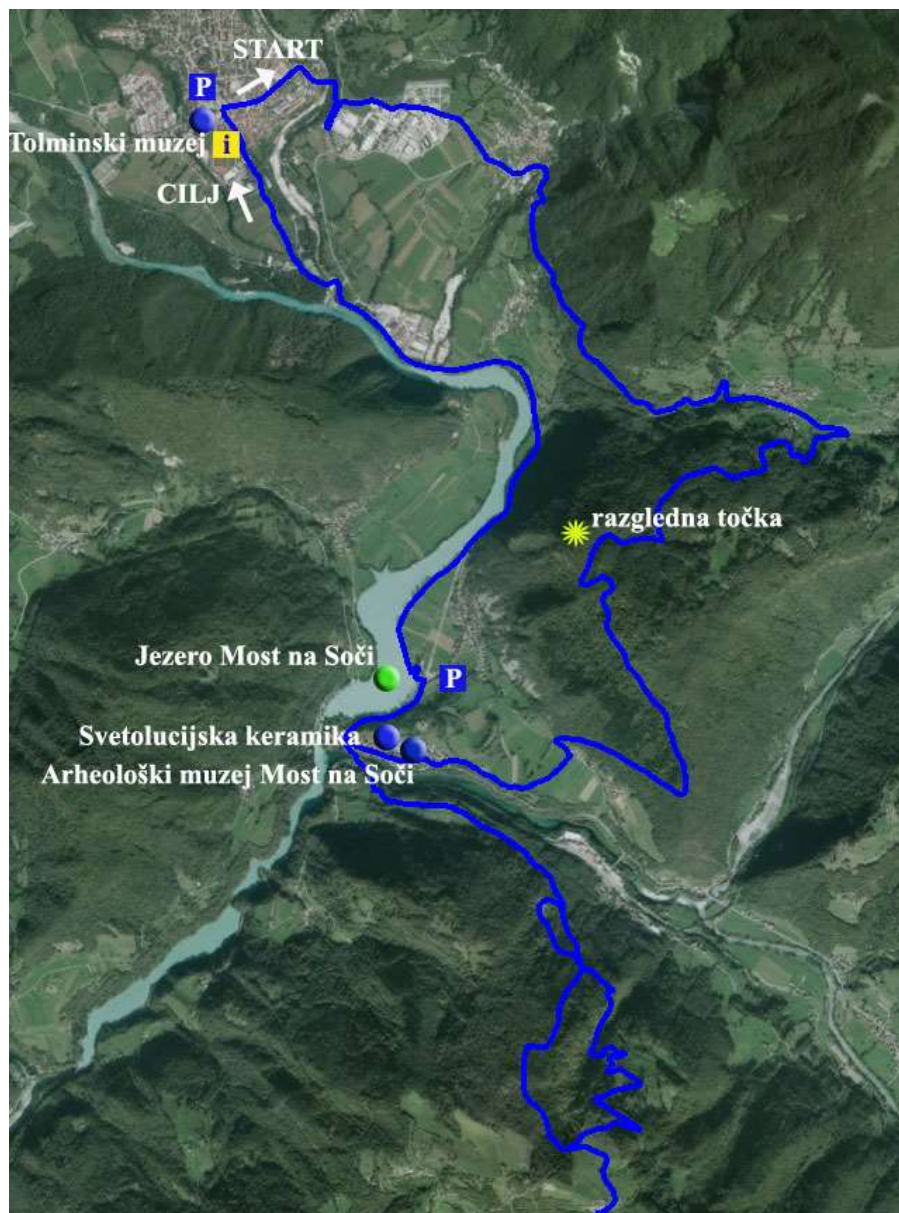 START
P
Tolminski muzej i
CILJ
razgledna točka
Jezero Most na Soči
P
Svetolucijska keramika
Arheološki muzej Most na Soči